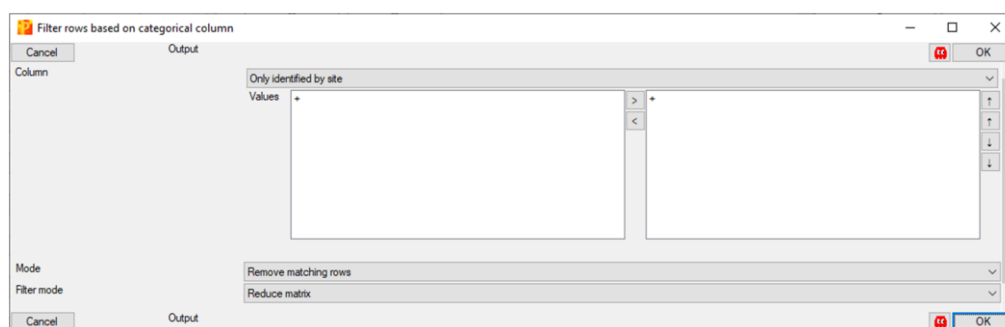 Filter rows based on categorical column
Cancel Output OK
Column
Only identified by site
Values + > +
<
↑
↑
↓
↓
Mode Remove matching rows
Filter mode Reduce matrix
Cancel Output OK